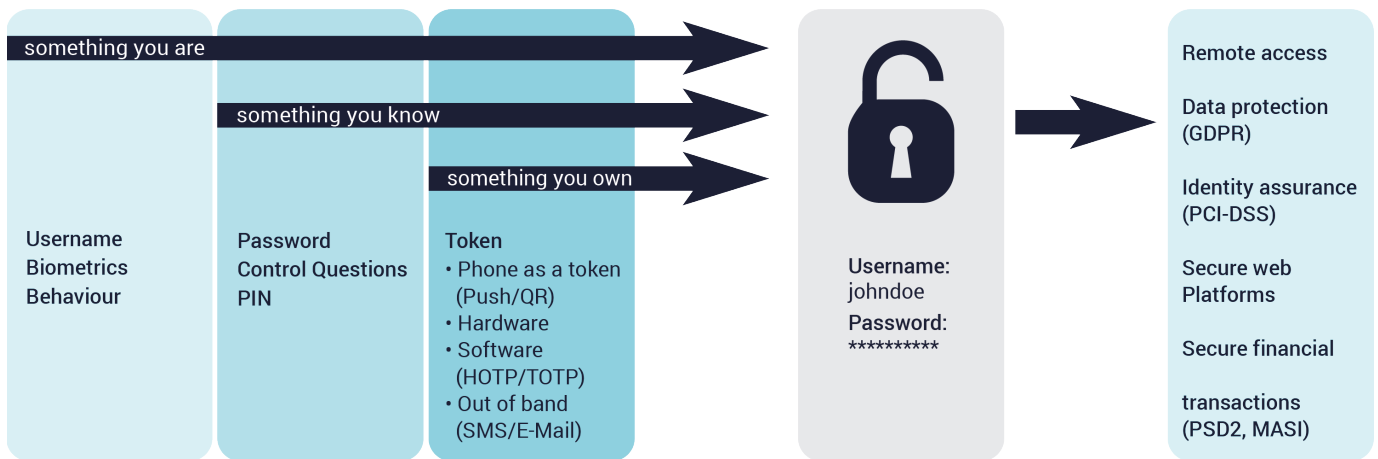 something you are
something you know
something you own
Username
Biometrics
Behaviour
Password
Control Questions
PIN
Token
• Phone as a token
(Push/QR)
• Hardware
• Software
(HOTP/TOTP)
• Out of band
(SMS/E-Mail)
Username:
johndoe
Password:
**********
Remote access
Data protection
(GDPR)
Identity assurance
(PCI-DSS)
Secure web
Platforms
Secure financial
transactions
(PSD2, MASI)